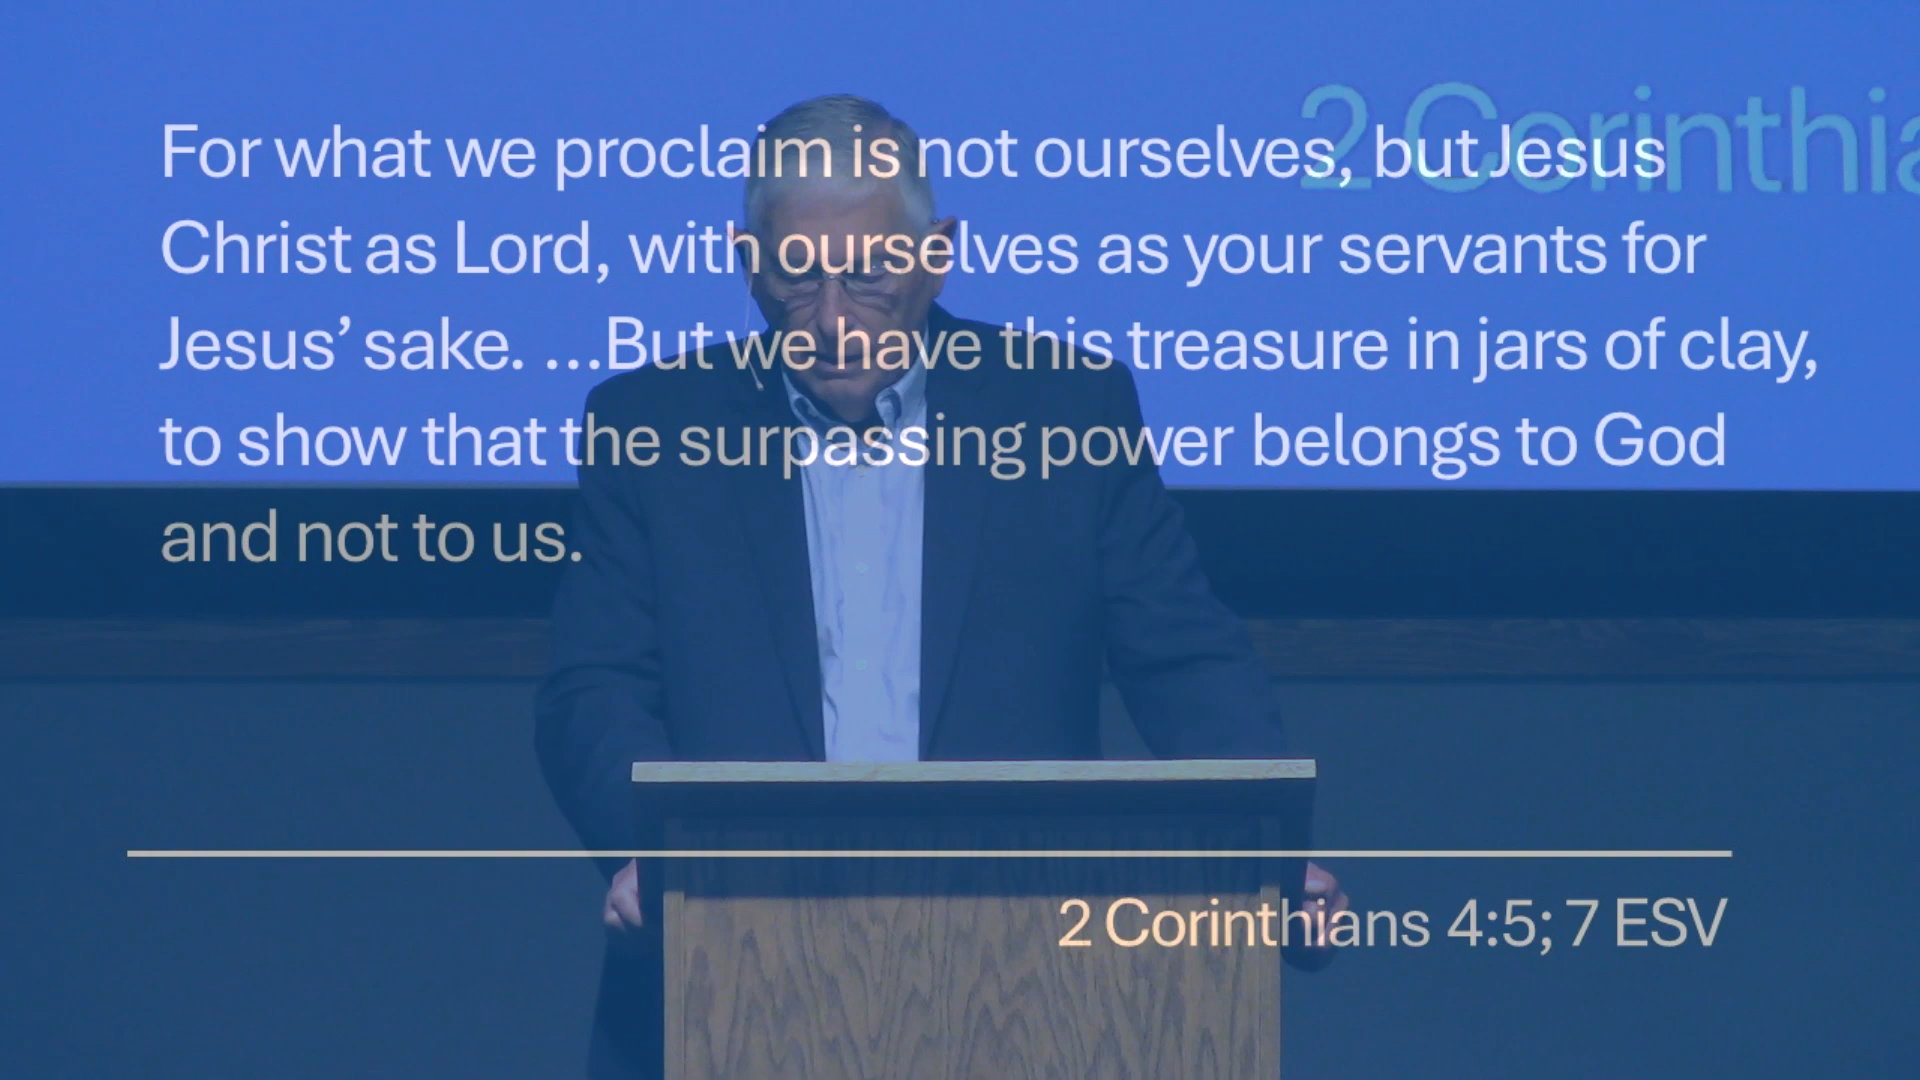 2 Corinthia
For what we proclaim is not ourselves, but Jesus
Christ as Lord, with ourselves as your servants for
Jesus’ sake. …But we have this treasure in jars of clay,
to show that the surpassing power belongs to God
and not to us.
2 Corinthians 4:5; 7 ESV